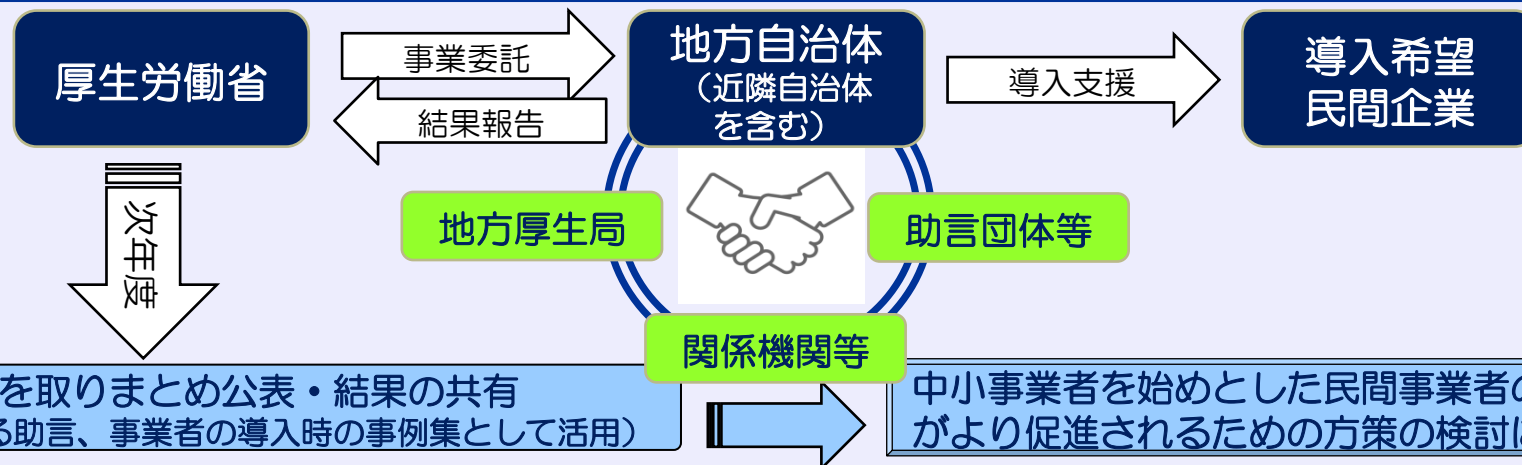 厚生労働省
事業委託
結果報告
地方自治体
（近隣自治体
を含む）
導入支援
導入希望
民間企業
次年度
地方厚生局
助言団体等
関係機関等
を取りまとめ公表・結果の共有
る助言、事業者の導入時の事例集として活用）
中小事業者を始めとした民間事業者の
がより促進されるための方策の検討に